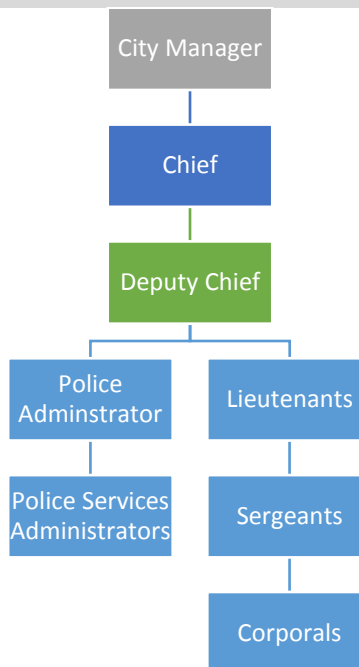 City Manager
Chief
Deputy Chief
Police
Adminstrator
Lieutenants
Police Services
Administrators
Sergeants
Corporals